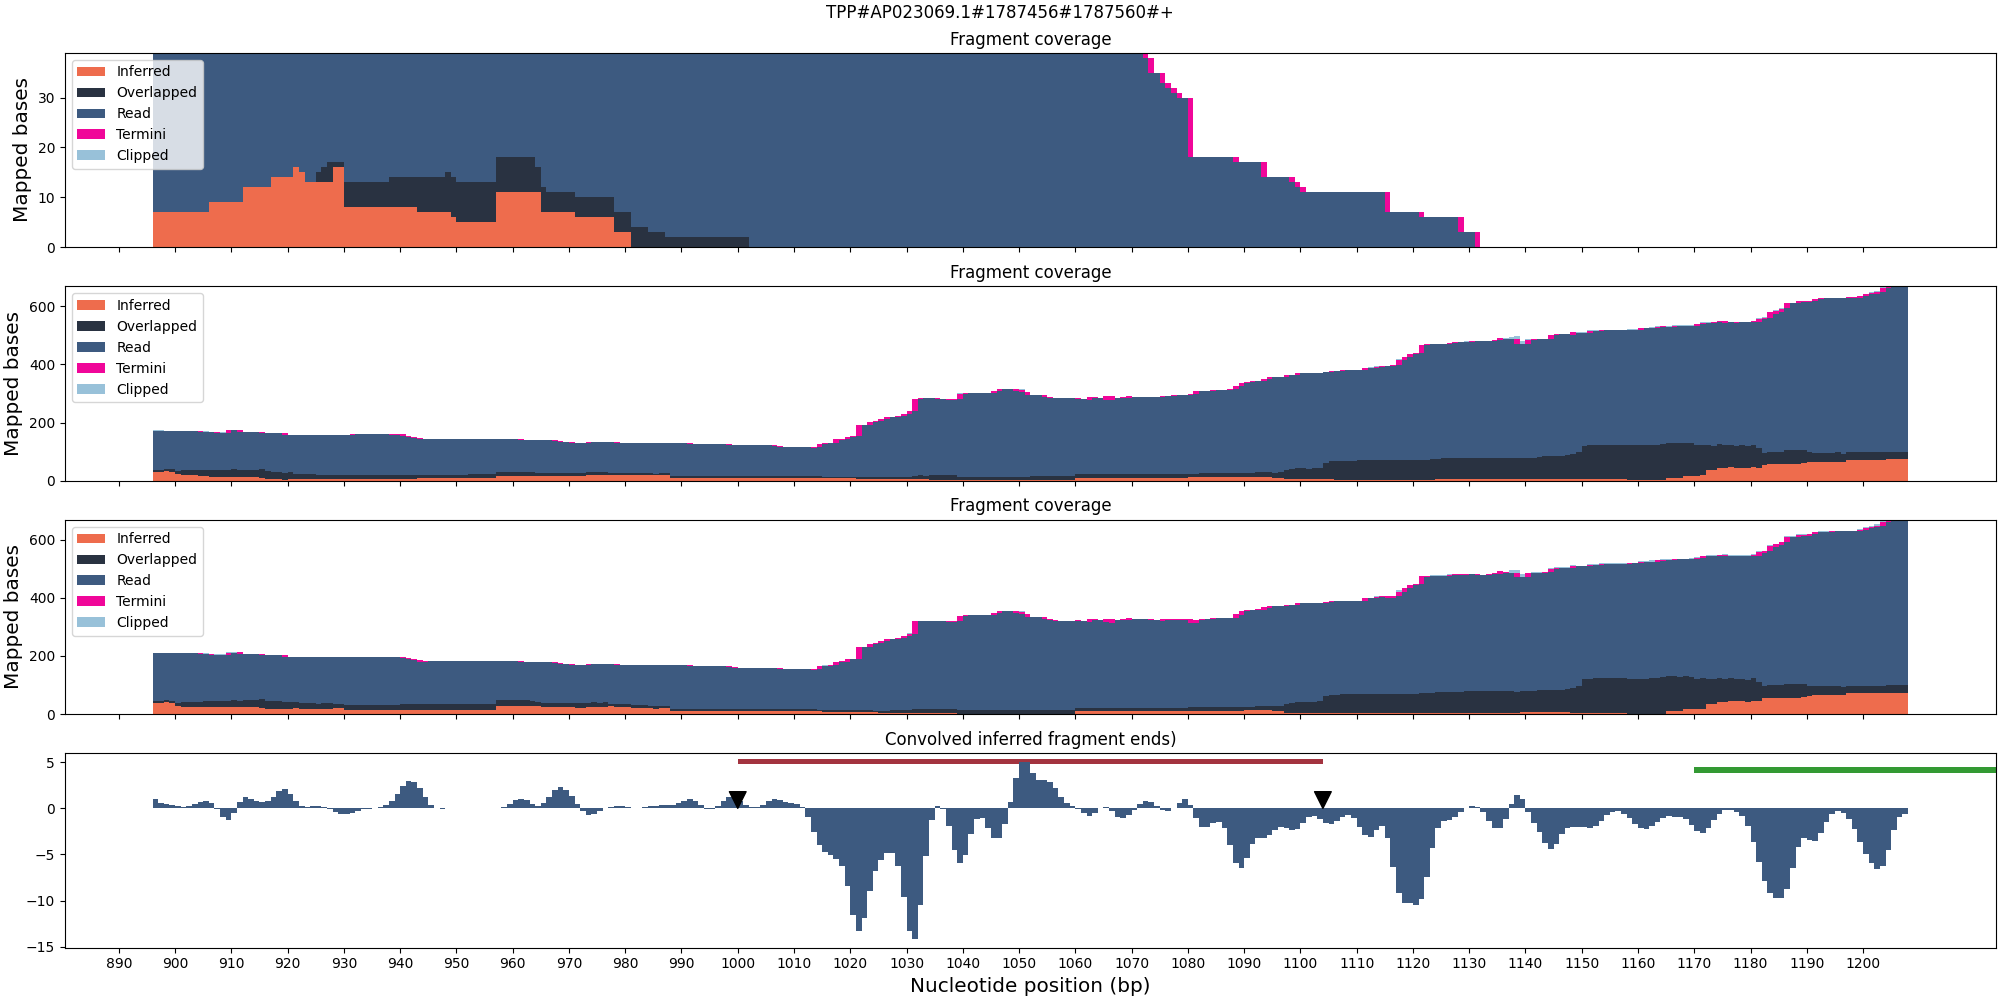 TPP#AP023069.1#1787456#1787560#+
Fragment coverage
Mapped bases
30
20
10
0
Inferred
Overlapped
Read
Termini
Clipped
Fragment coverage
Mapped bases
600
400
200
0
Inferred
Overlapped
Read
Termini
Clipped
Fragment coverage
Mapped bases
600
400
200
0
Inferred
Overlapped
Read
Termini
Clipped
Convolved inferred fragment ends)
5
0
−5
−10
−15
890 900 910 920 930 940 950 960 970 980 990 1000 1010 1020 1030 1040 1050 1060 1070 1080 1090 1100 1110 1120 1130 1140 1150 1160 1170 1180 1190 1200
Nucleotide position (bp)